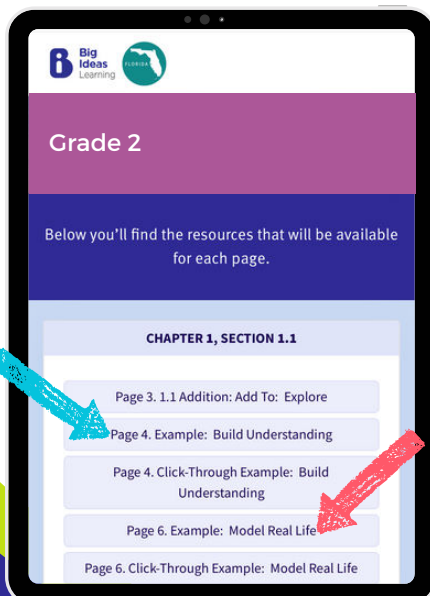 Big
Ideas
Learning
FLORIDA
Grade 2
Below you'll find the resources that will be available
for each page.
CHAPTER 1, SECTION 1.1
Page 3. 1.1 Addition: Add To: Explore
Page 4. Example: Build Understanding
Page 4. Click-Through Example: Build
Understanding
Page 6. Example: Model Real Life
Page 6. Click-Through Example: Model Real Life